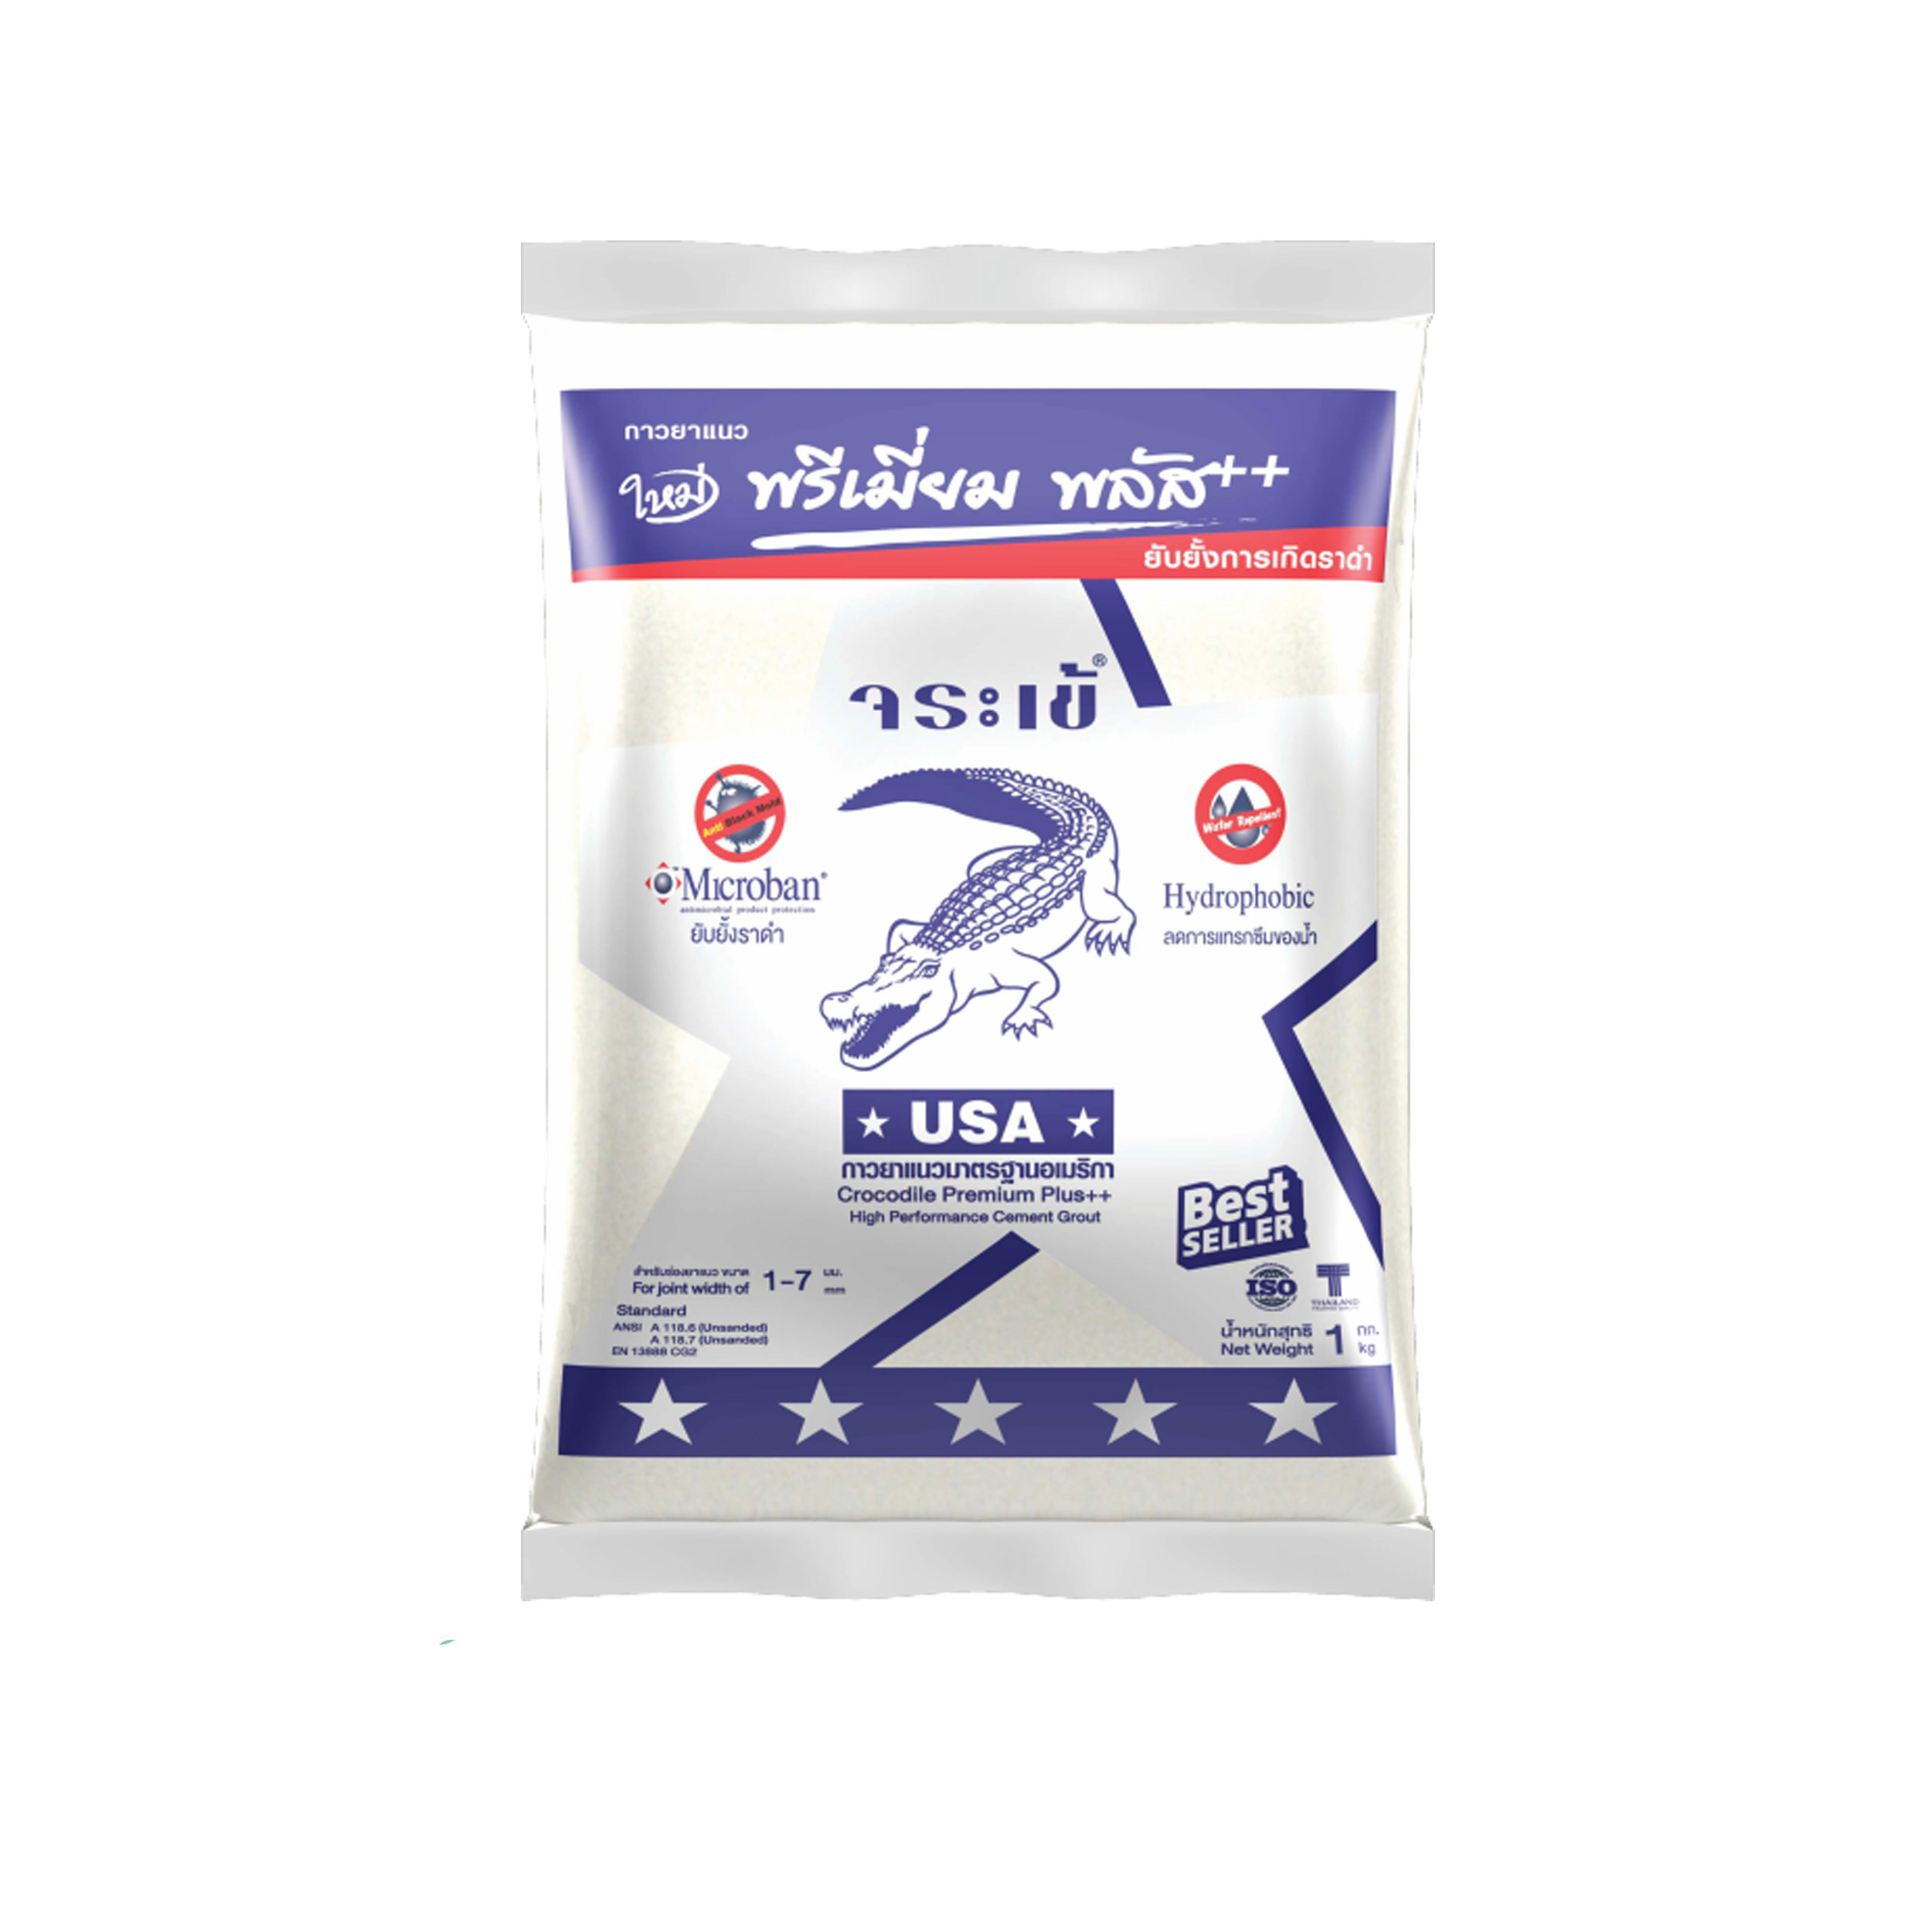 กาวยาแนว
ใหม่ พรีเมี่ยม พลัส++
ยับยั้งการเกิดราดำ
จระเข้®
Anti Black Mold
Water Repellent
Microban®
antimicrobial product protection
ยับยั้งราดำ
Hydrophobic
ลดการแทรกซึมของน้ำ
USA
กาวยาแนวมาตรฐานอเมริกา
Crocodile Premium Plus++
High Performance Cement Grout
Best
SELLER
สำหรับช่องยาแนว ขนาด 1-7 มม.
For joint width of mm
Standard
ANSI A 118.6 (Unsanded)
A 118.7 (Unsanded)
EN 13888 CG2
ISO
T
THAILAND
น้ำหนักสุทธิ 1 กก.
Net Weight kg